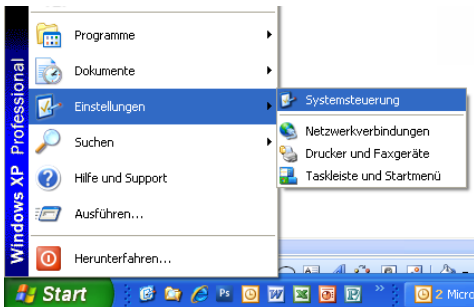 Programme
Dokumente
Einstellungen
Suchen
Hilfe und Support
Ausführen...
Herunterfahren...
Systemsteuerung
Netzwerkverbindungen
Drucker und Faxgeräte
Taskleiste und Startmenü
Windows XP Professional
Start
Ps
2 Micro